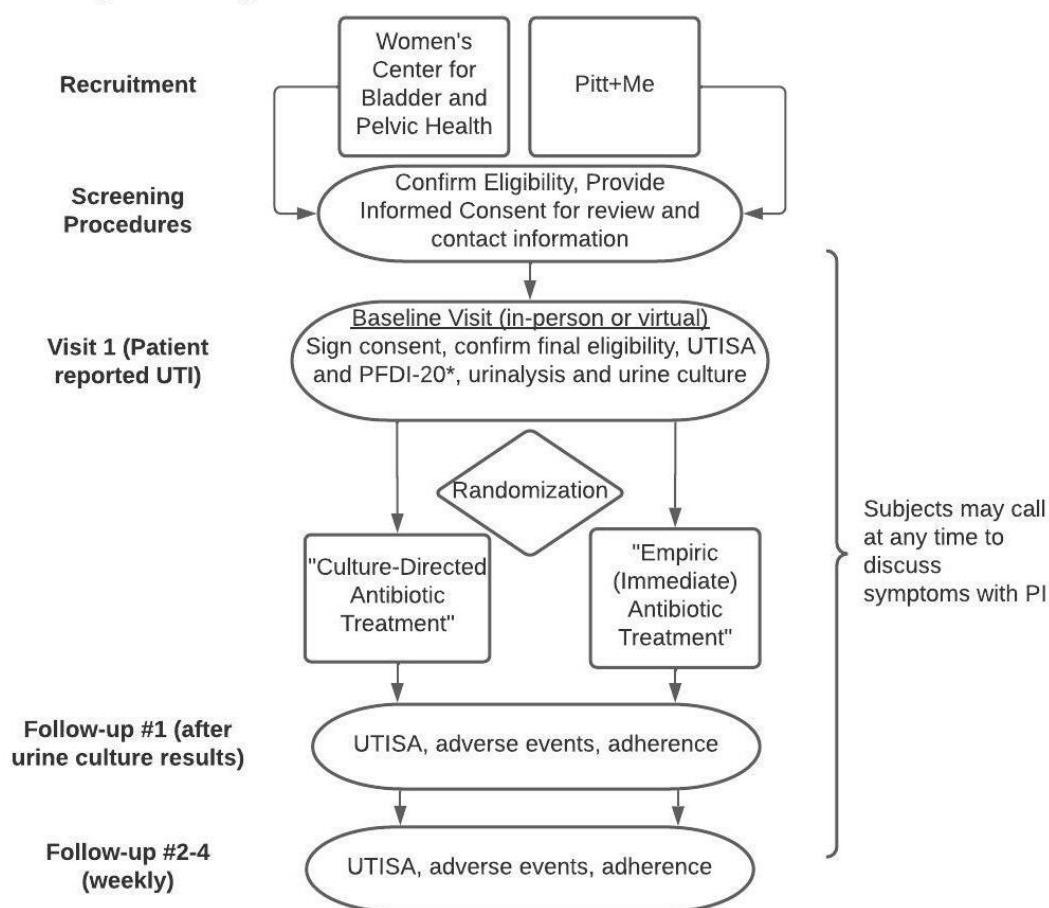 Recruitment
Women's
Center for
Bladder and
Pelvic Health
Pitt+Me
Screening
Procedures
Confirm Eligibility, Provide
Informed Consent for review and
contact information
Visit 1 (Patient
reported UTI)
Baseline Visit (in-person or virtual)
Sign consent, confirm final eligibility, UTISA
and PFDI-20*, urinalysis and urine culture
Randomization
"Culture-Directed
Antibiotic
Treatment"
"Empiric
(Immediate)
Antibiotic
Treatment"
Subjects may call
at any time to
discuss
symptoms with PI
Follow-up #1 (after
urine culture results)
UTISA, adverse events, adherence
Follow-up #2-4
(weekly)
UTISA, adverse events, adherence